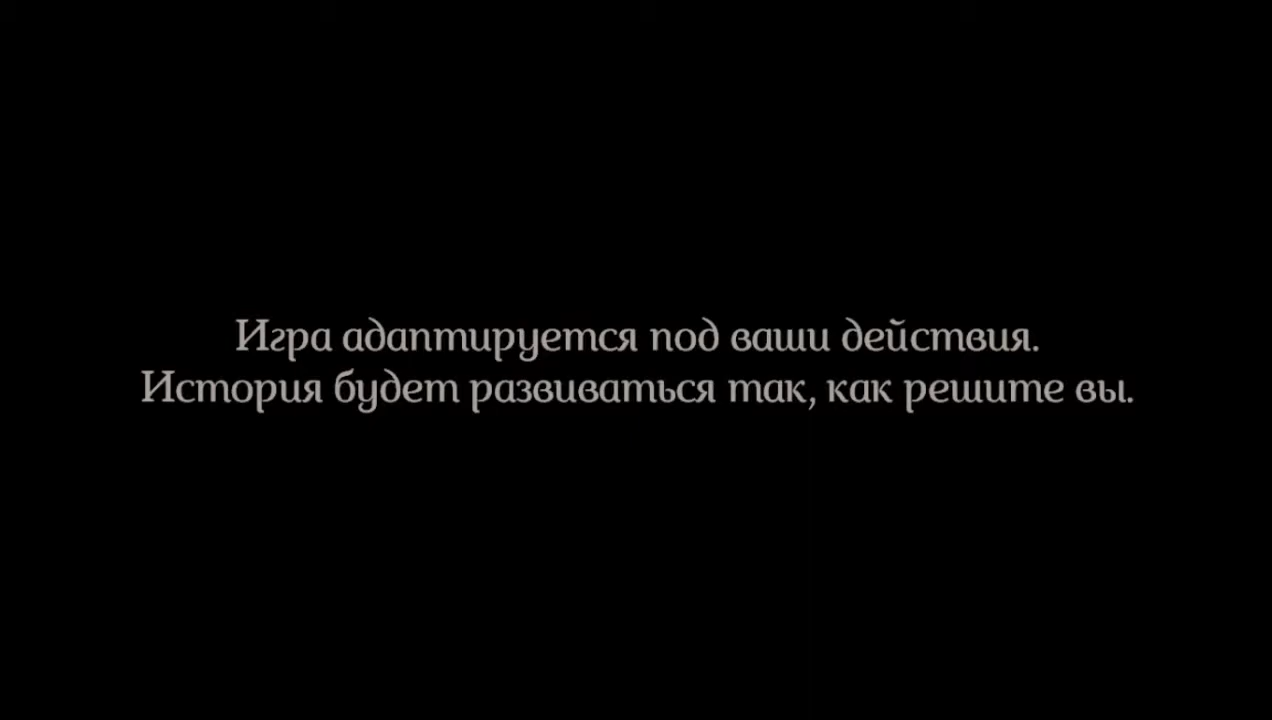 Игра адаптируется под ваши действия.
История будет развиваться так, как решите вы.